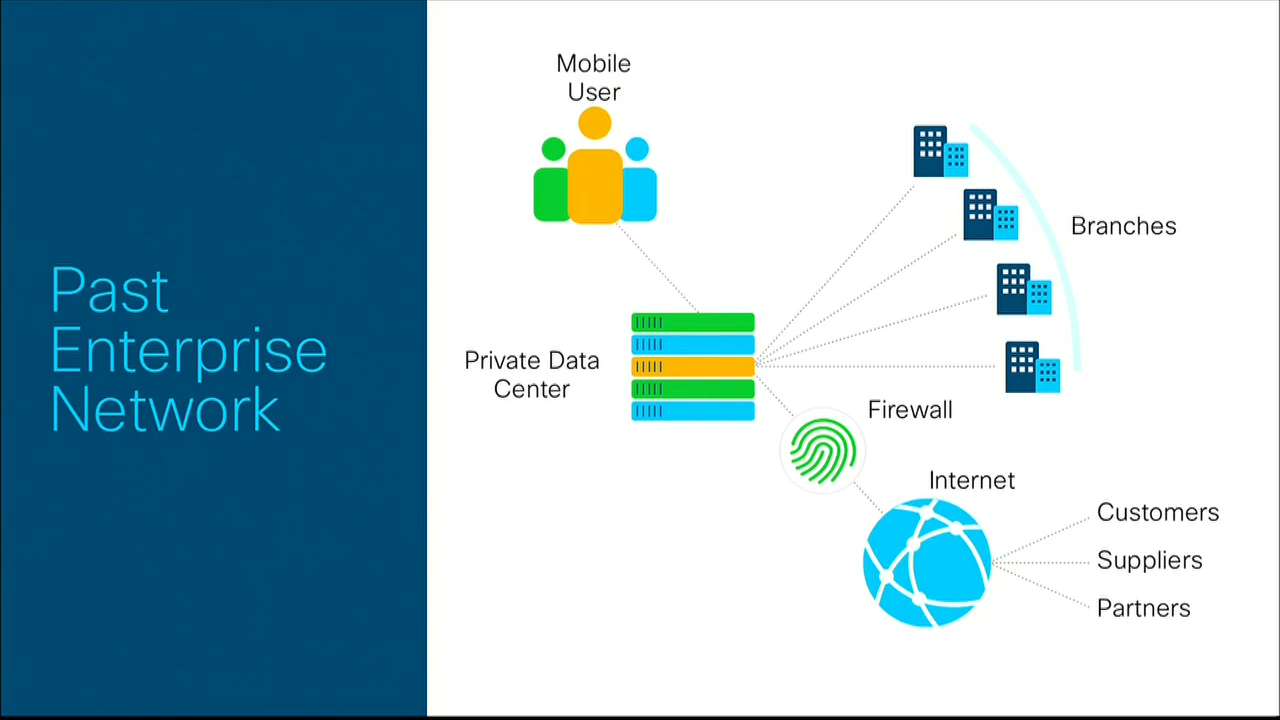 Past
Enterprise
Network
Mobile
User
Branches
Private Data
Center
Firewall
Internet
Customers
Suppliers
Partners